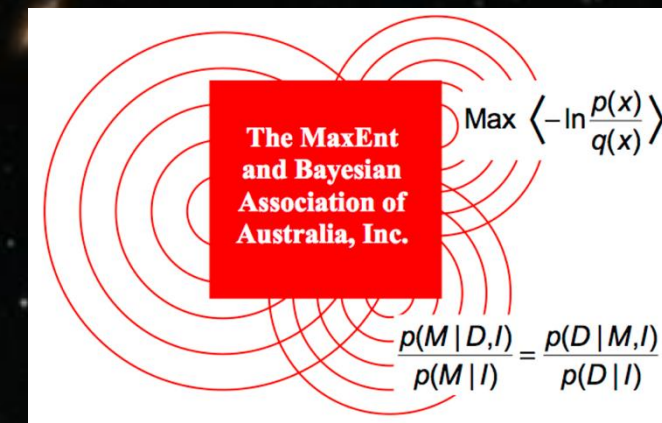 The MaxEnt
and Bayesian
Association of
Australia, Inc.
Max ⟨-ln p(x)/q(x)⟩
p(M|D,I)/p(M|I) = p(D|M,I)/p(D|I)